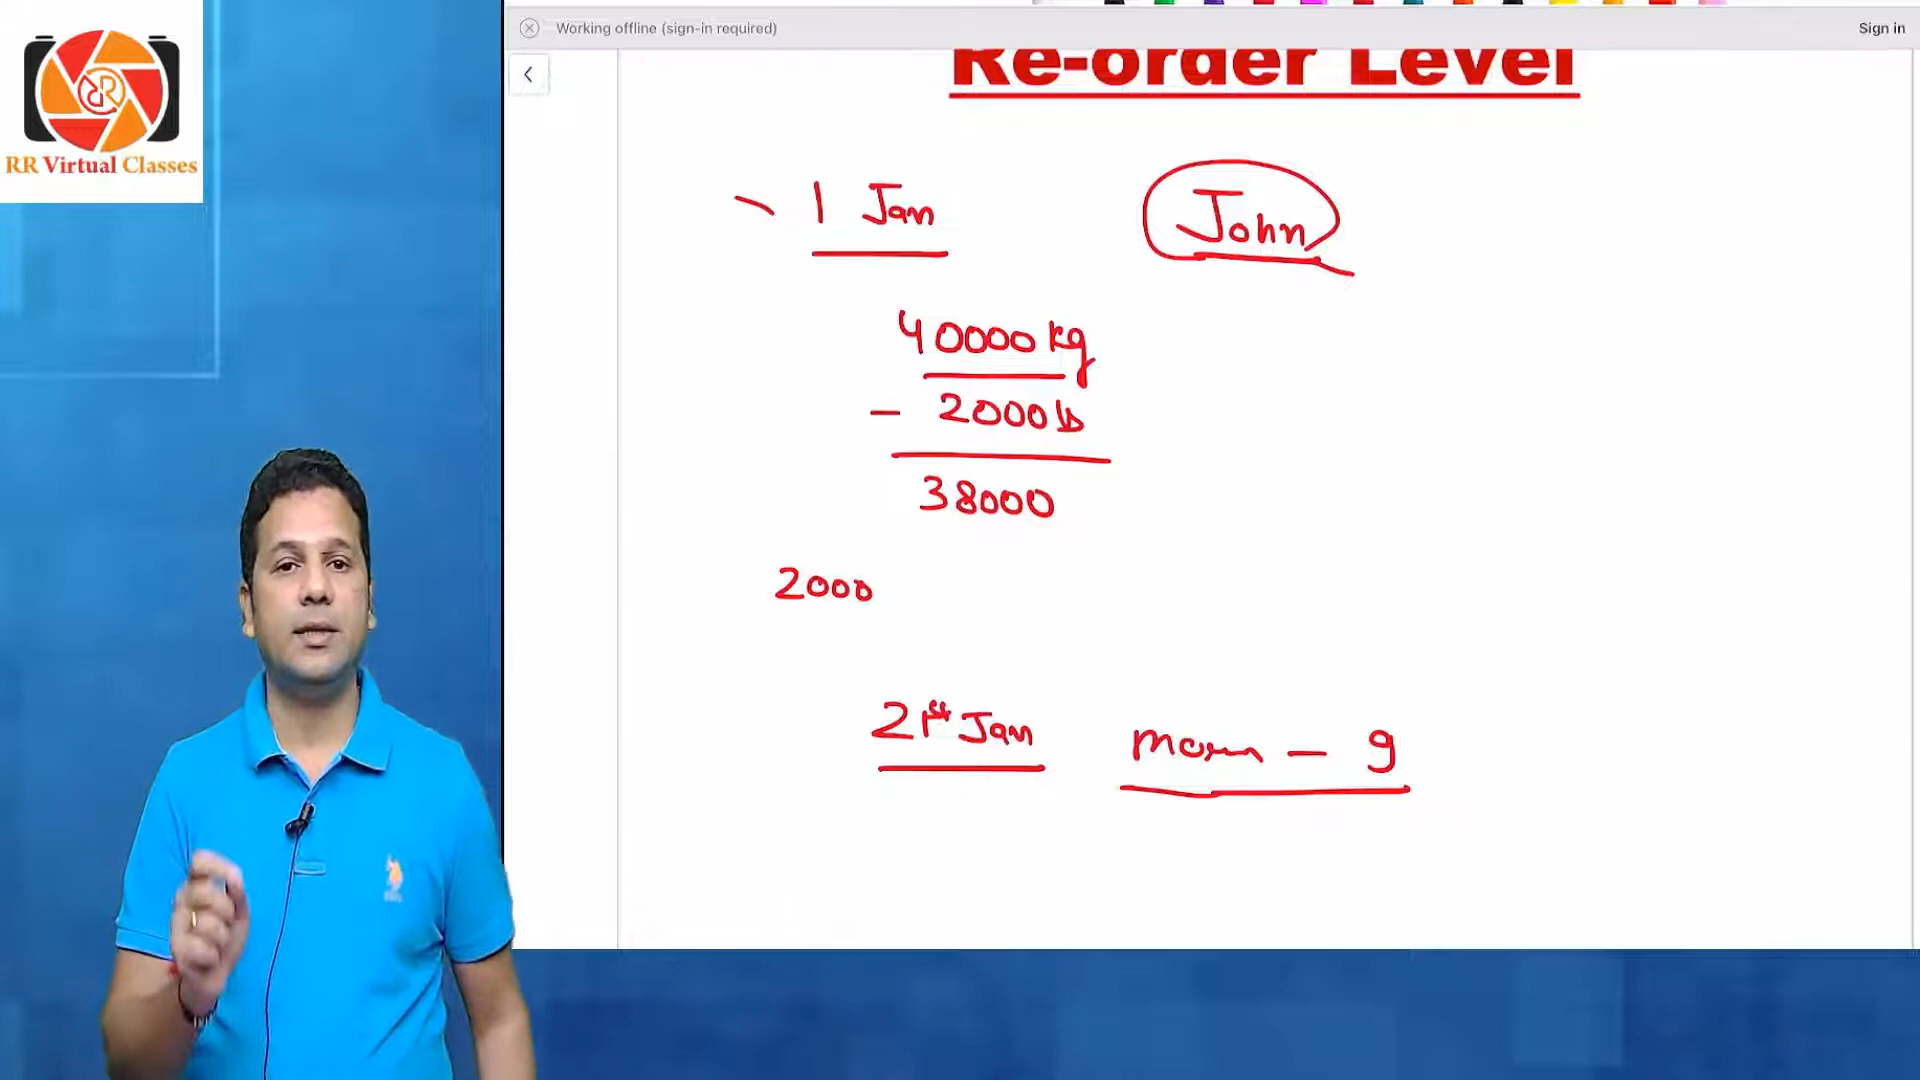 Working offline (sign-in required)
Sign in
RR Virtual Classes
Re-order Level
1 Jan
John
40000 kg
- 2000
38000
2000
21st Jan
- 9